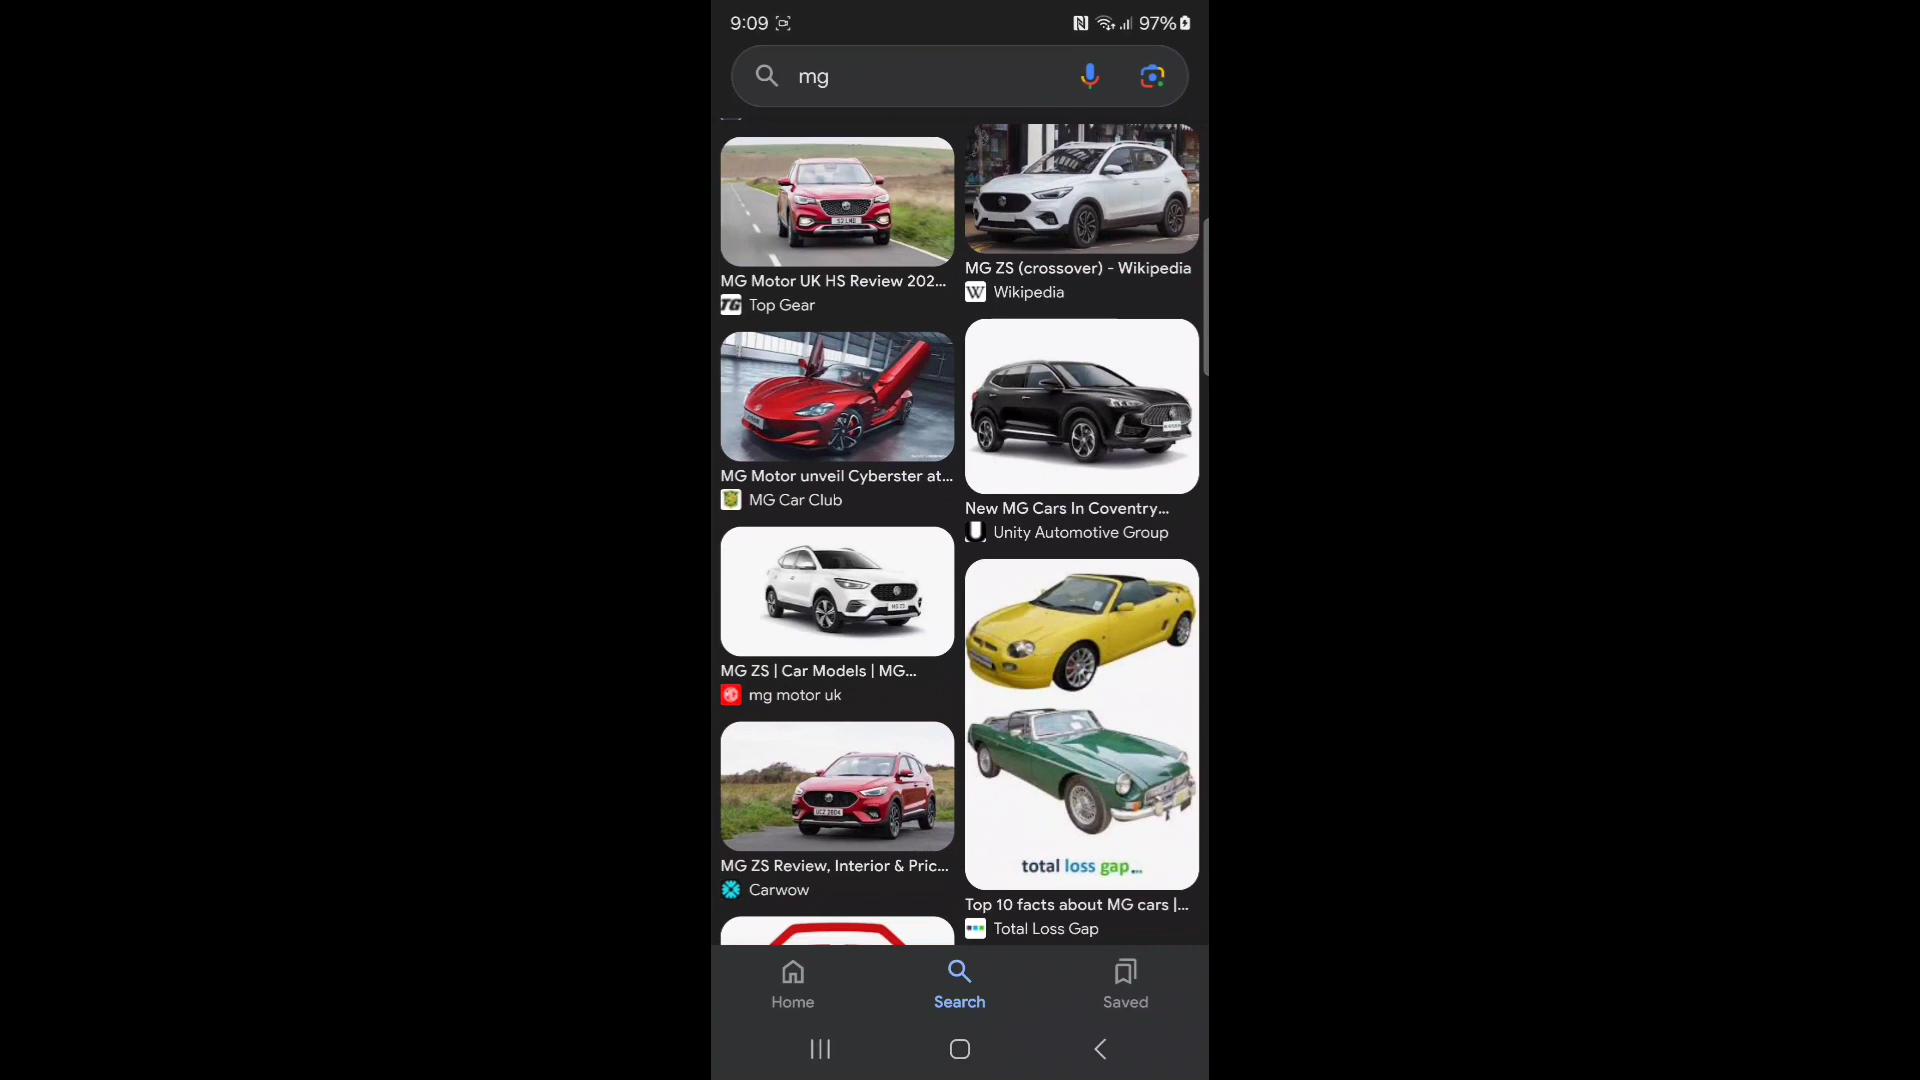 9:09
97%
mg
MG Motor UK HS Review 202...
Top Gear
MG Motor unveil Cyberster at...
MG Car Club
MG ZS | Car Models | MG...
mg motor uk
MG ZS Review, Interior & Pric...
Carwow
MG ZS (crossover) - Wikipedia
W Wikipedia
New MG Cars In Coventry...
Unity Automotive Group
total loss gap...
Top 10 facts about MG cars |...
Total Loss Gap
Home
Search
Saved